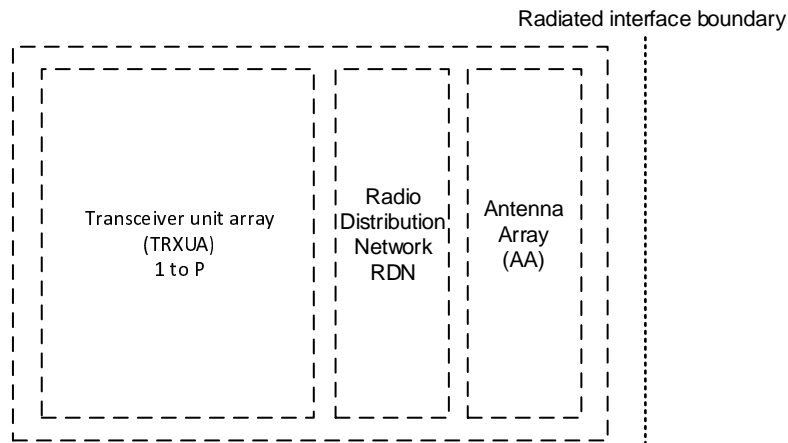 Radiated interface boundary
Transceiver unit array
(TRXUA)
1 to P
Radio
Distribution
Network
RDN
Antenna
Array
(AA)